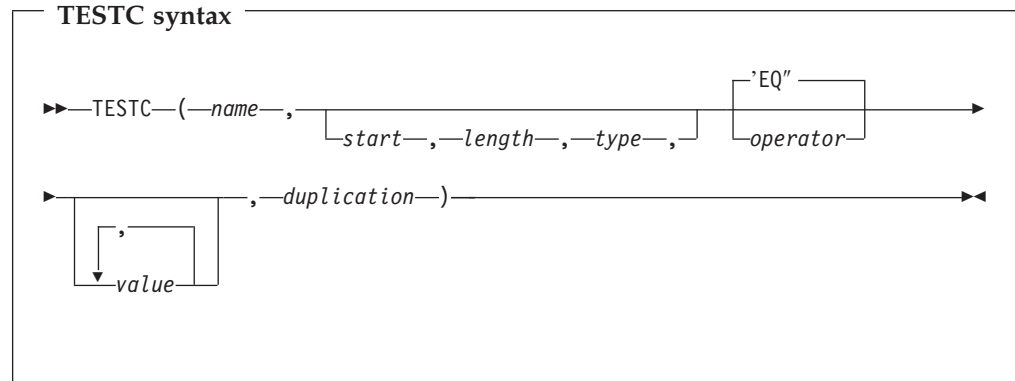 TESTC syntax
'EQ"
TESTC ( name ,
start , length , type , operator
, duplication )
,
value